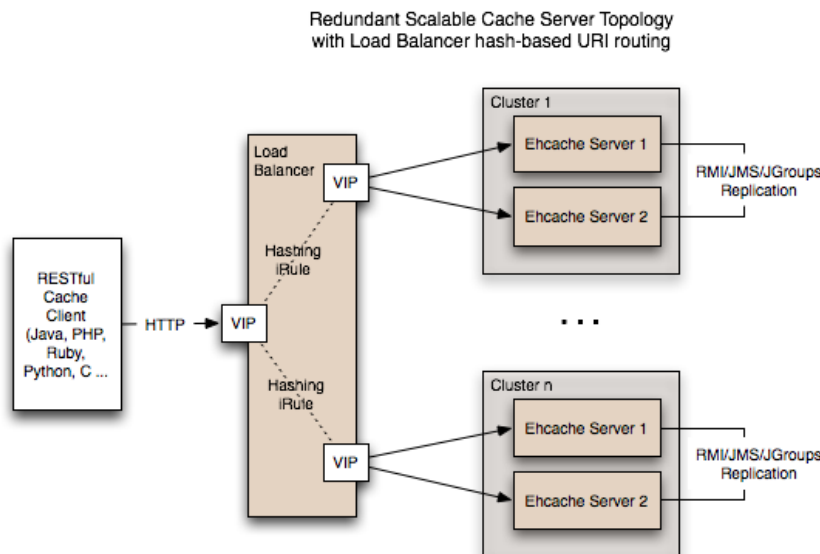 Redundant Scalable Cache Server Topology
with Load Balancer hash-based URI routing
Cluster 1
Ehcache Server 1
Ehcache Server 2
RMI/JMS/JGroups
Replication
Load
Balancer
VIP
Hashing
iRule
RESTful
Cache
Client
(Java, PHP,
Ruby,
Python, C ...
HTTP
VIP
...
Hashing
iRule
VIP
Cluster n
Ehcache Server 1
Ehcache Server 2
RMI/JMS/JGroups
Replication